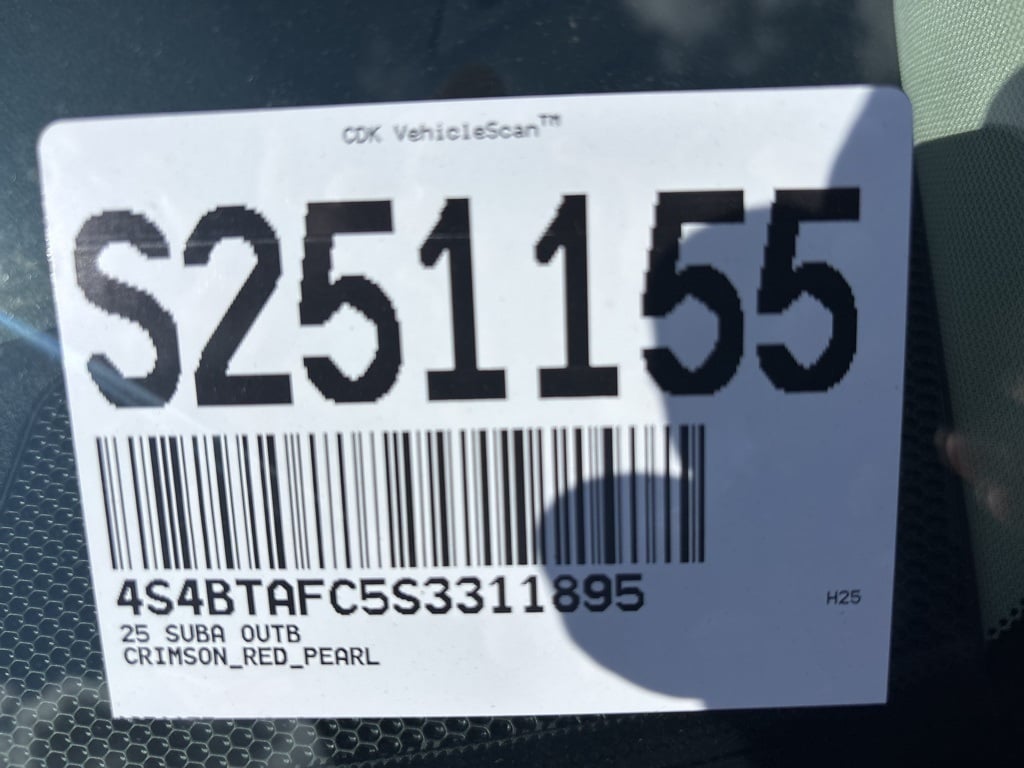 CDK VehicleScan™
S251155
4S4BTAFC5S3311895
H25
25 SUBA OUTB
CRIMSON_RED_PEARL